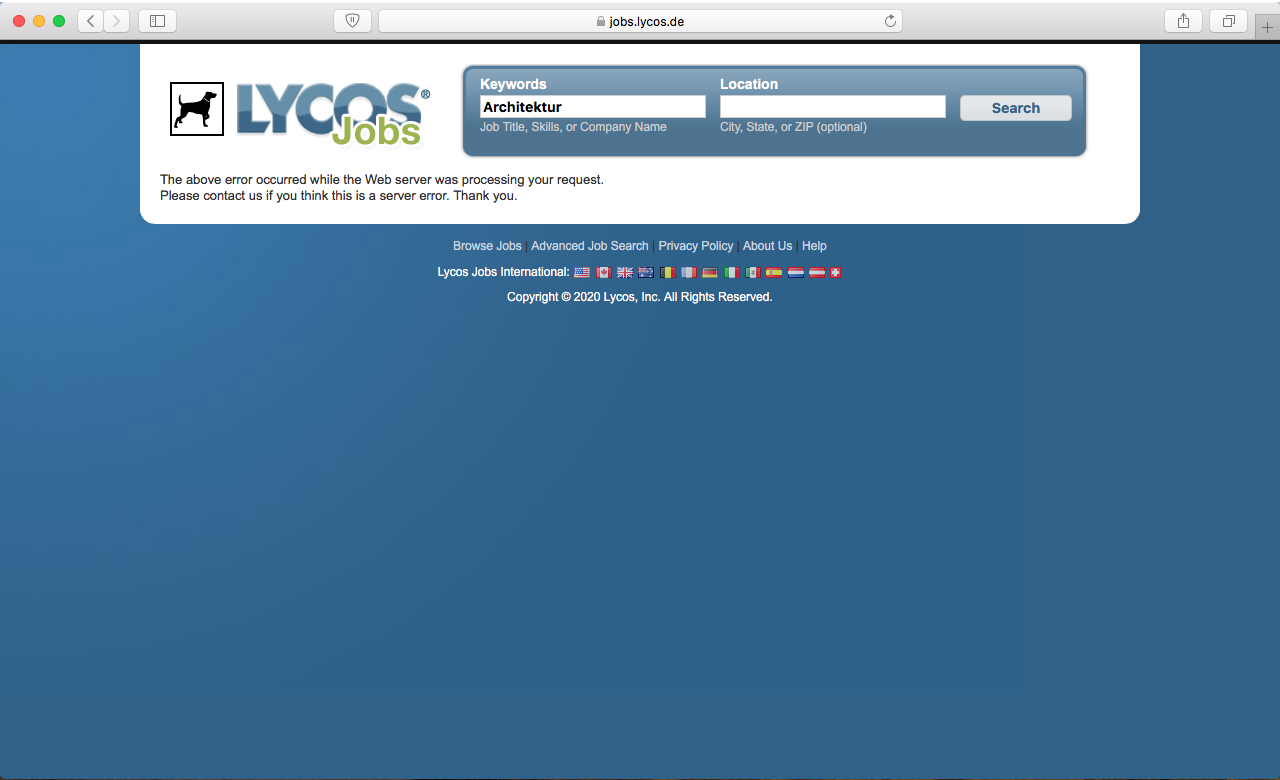 jobs.lycos.de
LYCOS®
Jobs
Keywords
Location
Architektur
Search
Job Title, Skills, or Company Name
City, State, or ZIP (optional)
The above error occurred while the Web server was processing your request.
Please contact us if you think this is a server error. Thank you.
Browse Jobs | Advanced Job Search | Privacy Policy | About Us | Help
Lycos Jobs International:
Copyright © 2020 Lycos, Inc. All Rights Reserved.